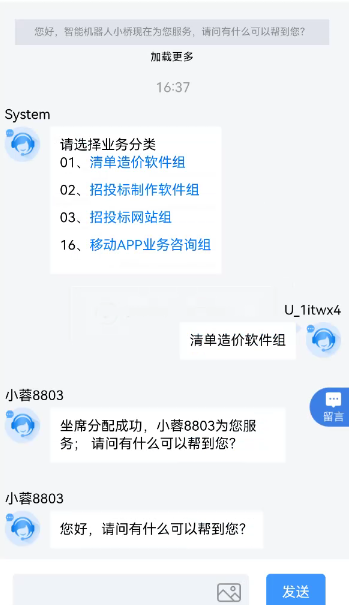 您好，智能机器人小桥现在为您服务，请问有什么可以帮到您？
加载更多
16:37
System
请选择业务分类
01、清单造价软件组
02、招投标制作软件组
03、招投标网站组
16、移动APP业务咨询组
U_1itwx4
清单造价软件组
小蓉8803
坐席分配成功，小蓉8803为您服
务； 请问有什么可以帮到您？
留言
小蓉8803
您好，请问有什么可以帮到您？
发送